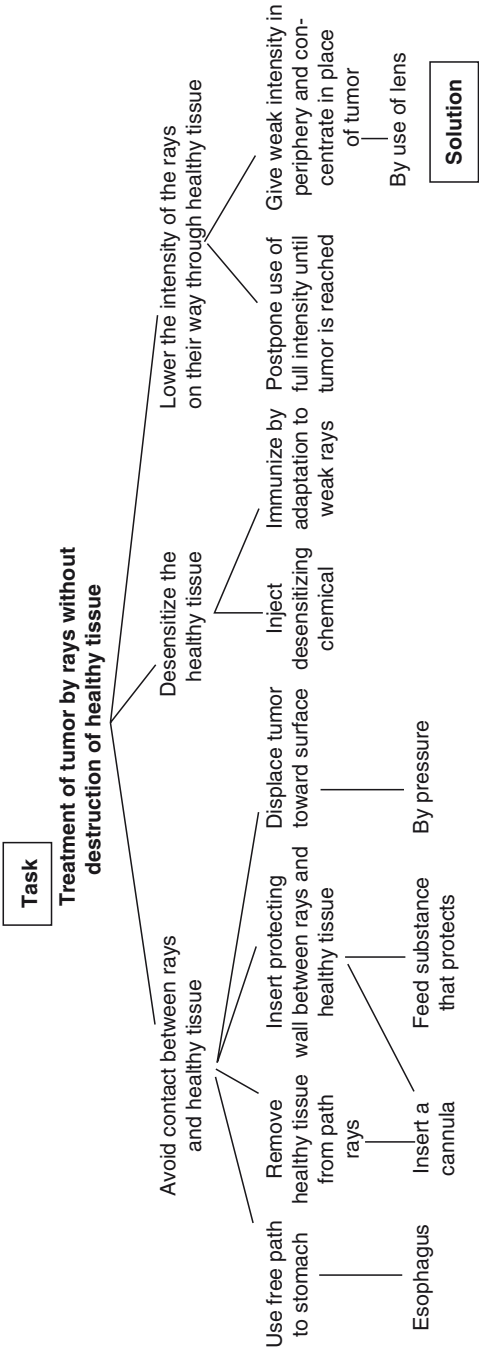 Task
Treatment of tumor by rays without
destruction of healthy tissue
Avoid contact between rays
and healthy tissue
Desensitize the
healthy tissue
Lower the intensity of the rays
on their way through healthy tissue
Use free path
to stomach
Remove
healthy tissue
from path
rays
Insert protecting
wall between rays and
healthy tissue
Displace tumor
toward surface
Inject
desensitizing
chemical
Immunize by
adaptation to
weak rays
Postpone use of
full intensity until
tumor is reached
Give weak intensity in
periphery and con-
centrate in place
of tumor
Esophagus
Insert a
cannula
Feed substance
that protects
By pressure
By use of lens
Solution